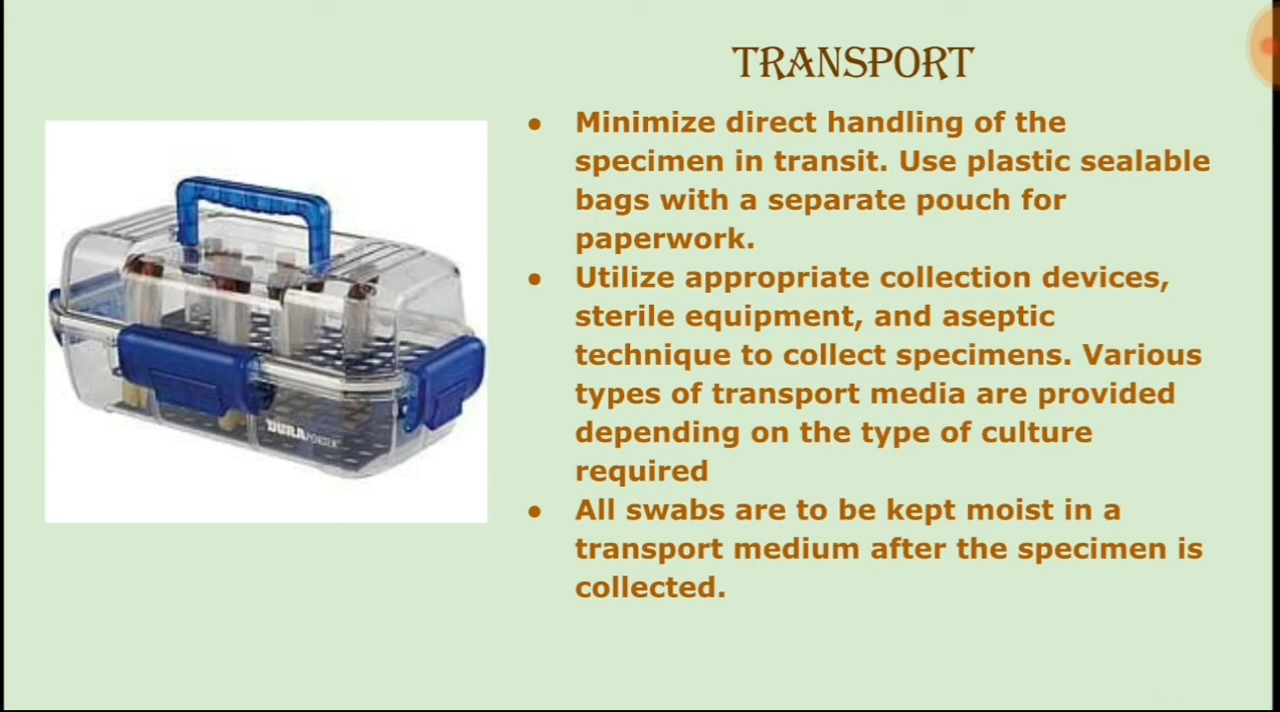 TRANSPORT
● Minimize direct handling of the
specimen in transit. Use plastic sealable
bags with a separate pouch for
paperwork.
● Utilize appropriate collection devices,
sterile equipment, and aseptic
technique to collect specimens. Various
types of transport media are provided
depending on the type of culture
required
● All swabs are to be kept moist in a
transport medium after the specimen is
collected.
DURAPORTER